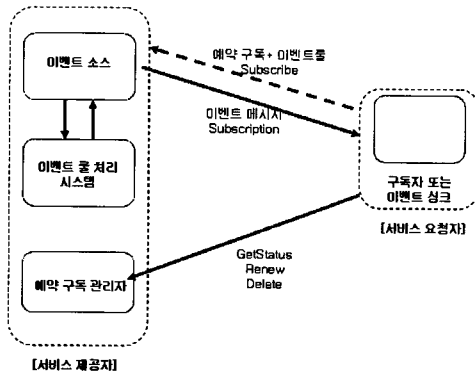 이벤트 소스
예약 구독+ 이벤트룰
Subscribe
이벤트 메시지
Subscription
이벤트 룰 처리
시스템
구독자 또는
이벤트 싱크
[서비스 요청자]
GetStatus
Renew
Delete
예약 구독 관리자
[서비스 제공자]